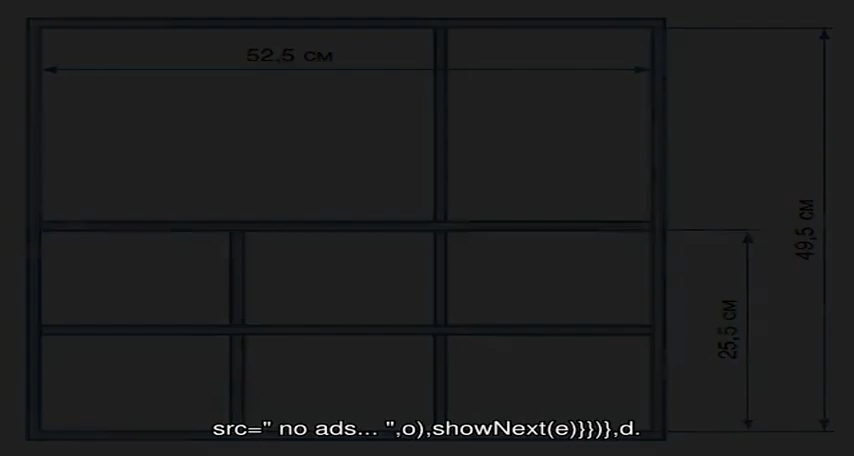 52,5 см
49,5 см
25,5 см
src=" no ads... ",o),showNext(e)}})},d.